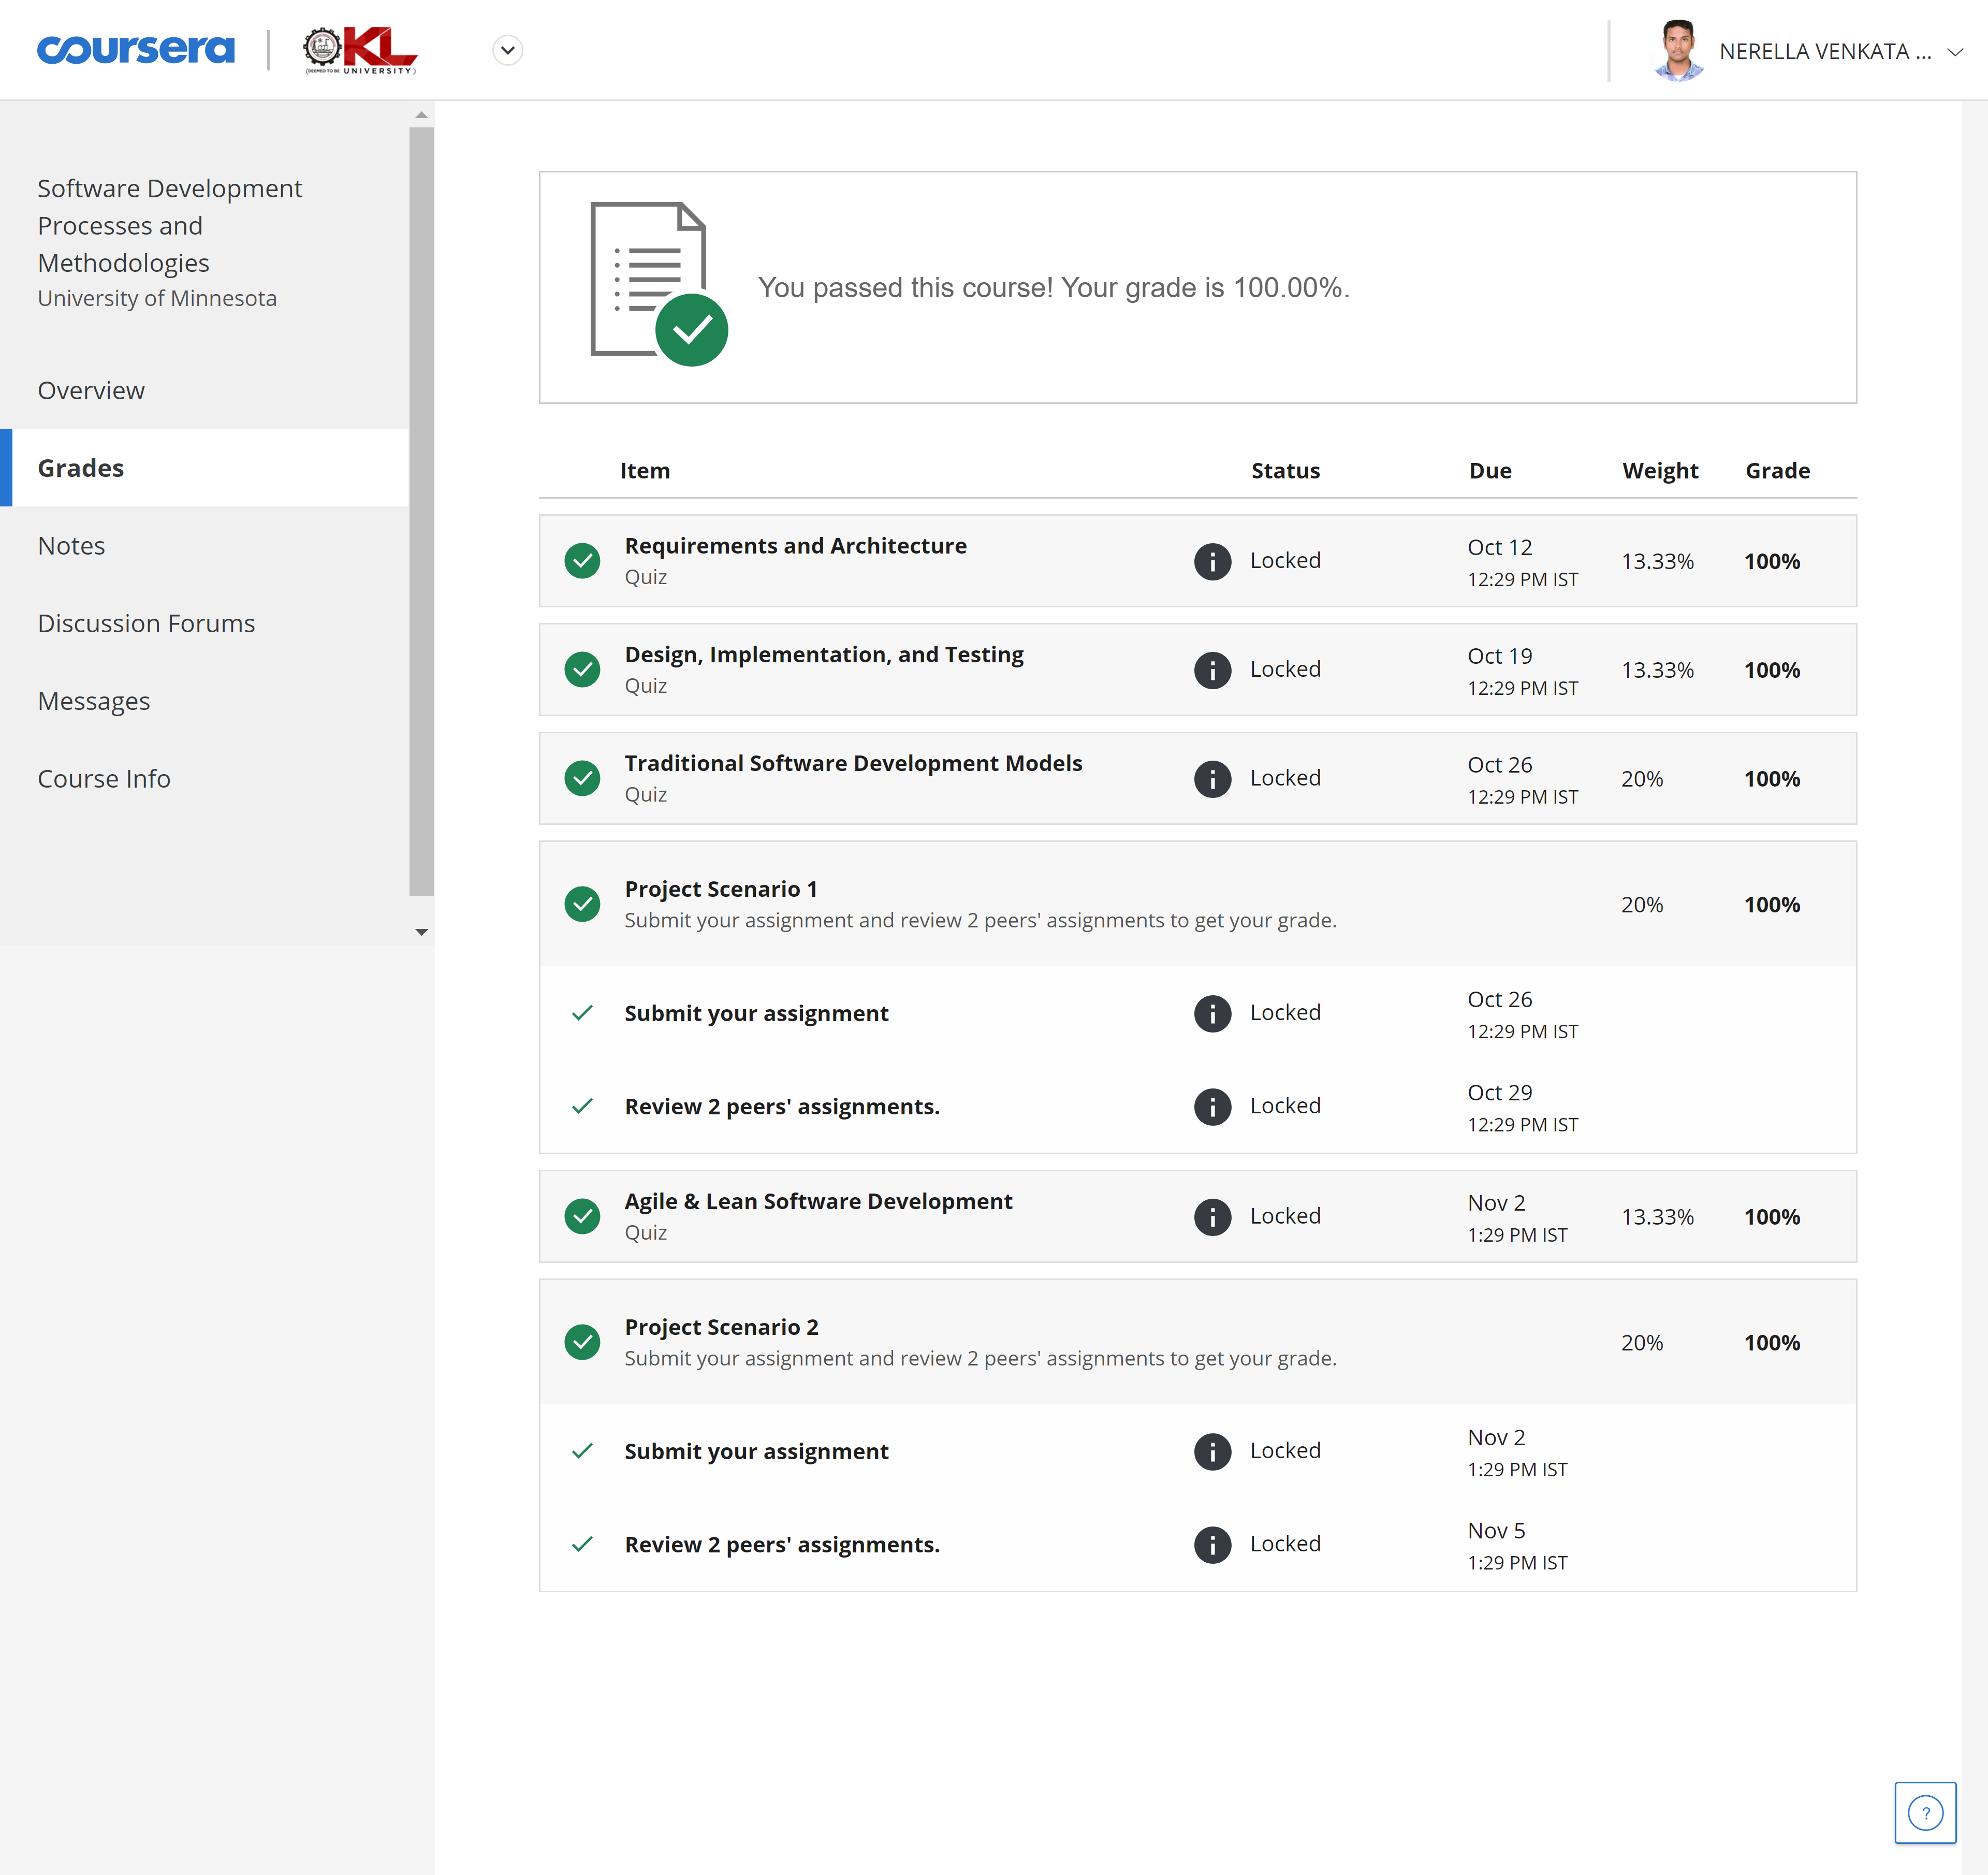 coursera
KL
(DEEMED TO BE UNIVERSITY)
NERELLA VENKATA ...
Software Development
Processes and
Methodologies
University of Minnesota
Overview
Grades
Notes
Discussion Forums
Messages
Course Info
You passed this course! Your grade is 100.00%.
Item Status Due Weight Grade
Requirements and Architecture
Quiz
Locked
Oct 12
12:29 PM IST
13.33%
100%
Design, Implementation, and Testing
Quiz
Locked
Oct 19
12:29 PM IST
13.33%
100%
Traditional Software Development Models
Quiz
Locked
Oct 26
12:29 PM IST
20%
100%
Project Scenario 1
Submit your assignment and review 2 peers' assignments to get your grade.
20%
100%
Submit your assignment
Locked
Oct 26
12:29 PM IST
Review 2 peers' assignments.
Locked
Oct 29
12:29 PM IST
Agile & Lean Software Development
Quiz
Locked
Nov 2
1:29 PM IST
13.33%
100%
Project Scenario 2
Submit your assignment and review 2 peers' assignments to get your grade.
20%
100%
Submit your assignment
Locked
Nov 2
1:29 PM IST
Review 2 peers' assignments.
Locked
Nov 5
1:29 PM IST
?